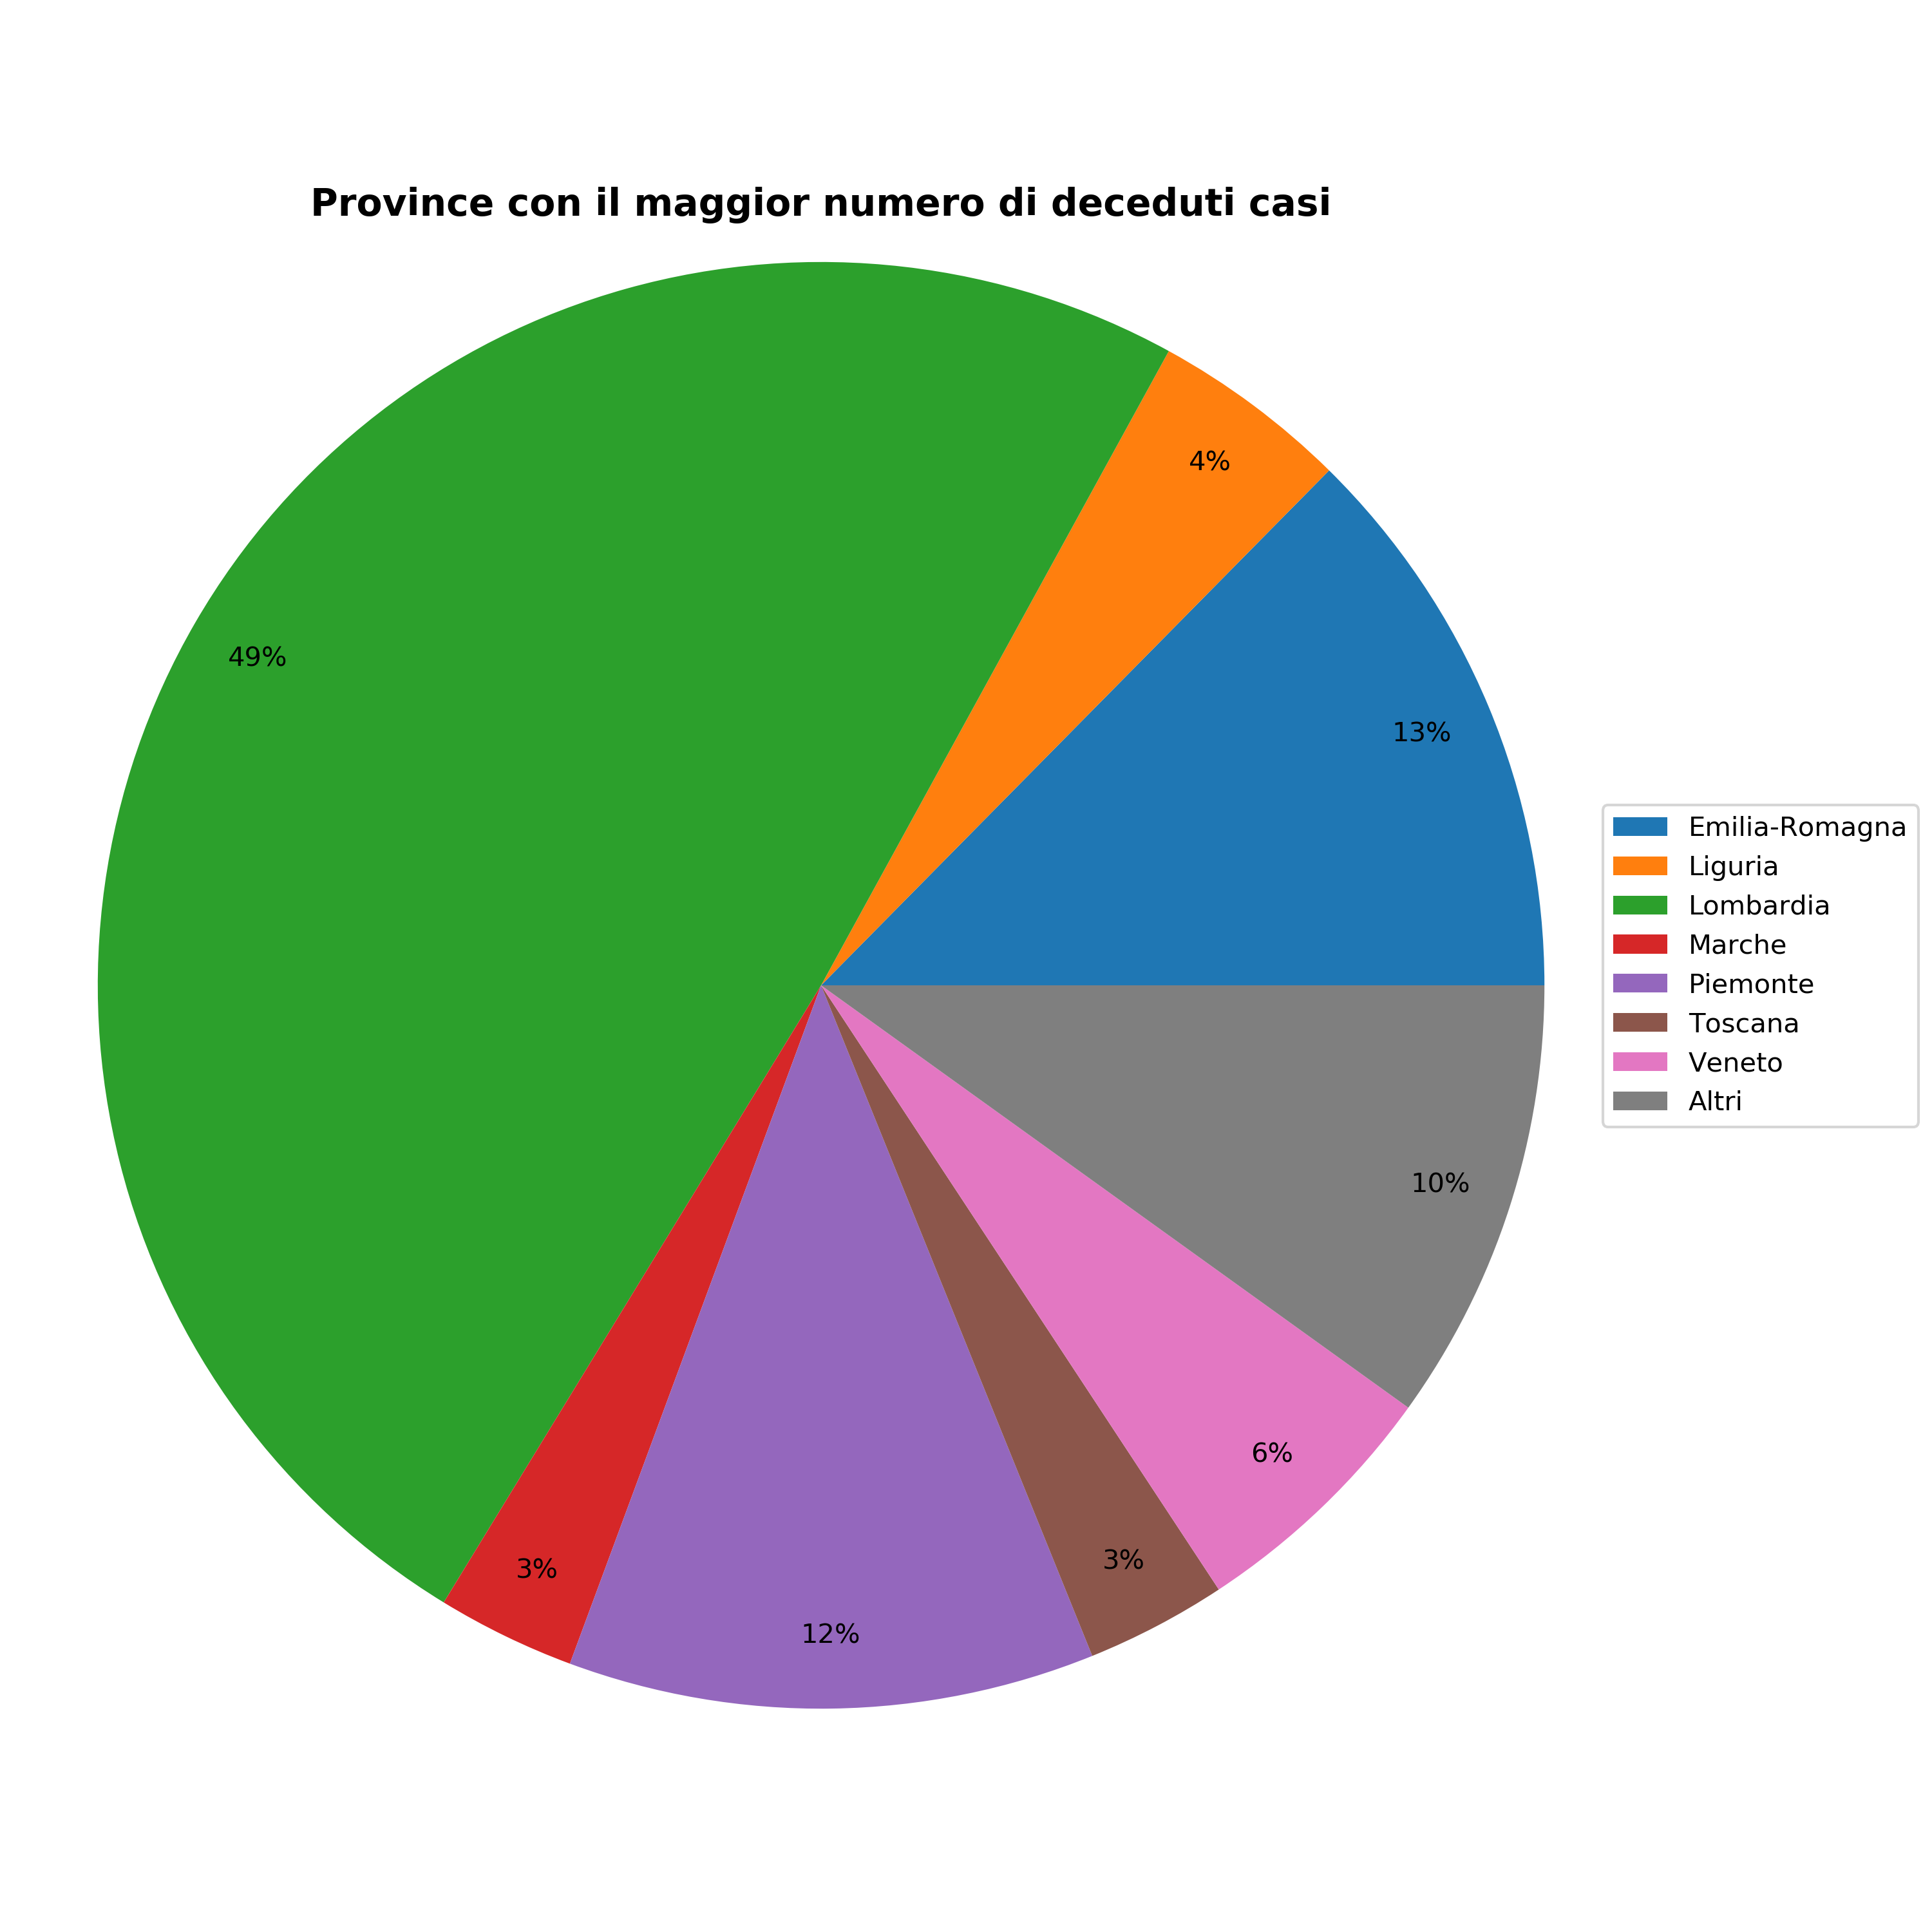 Province con il maggior numero di deceduti casi
4%
49%
13%
10%
6%
3%
3%
12%
Emilia-Romagna
Liguria
Lombardia
Marche
Piemonte
Toscana
Veneto
Altri